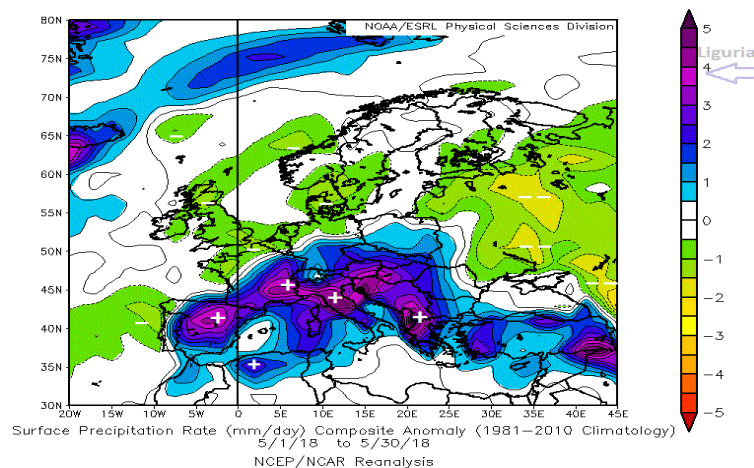 NOAA/ESRL Physical Sciences Division
80N
75N
70N
65N
60N
55N
50N
45N
40N
35N
30N
20W 15W 10W 5W 0 5E 10E 15E 20E 25E 30E 35E 40E 45E
5
Liguria
4
3
2
1
0
−1
−2
−3
−4
−5
Surface Precipitation Rate (mm/day) Composite Anomaly (1981−2010 Climatology)
5/1/18 to 5/30/18
NCEP/NCAR Reanalysis